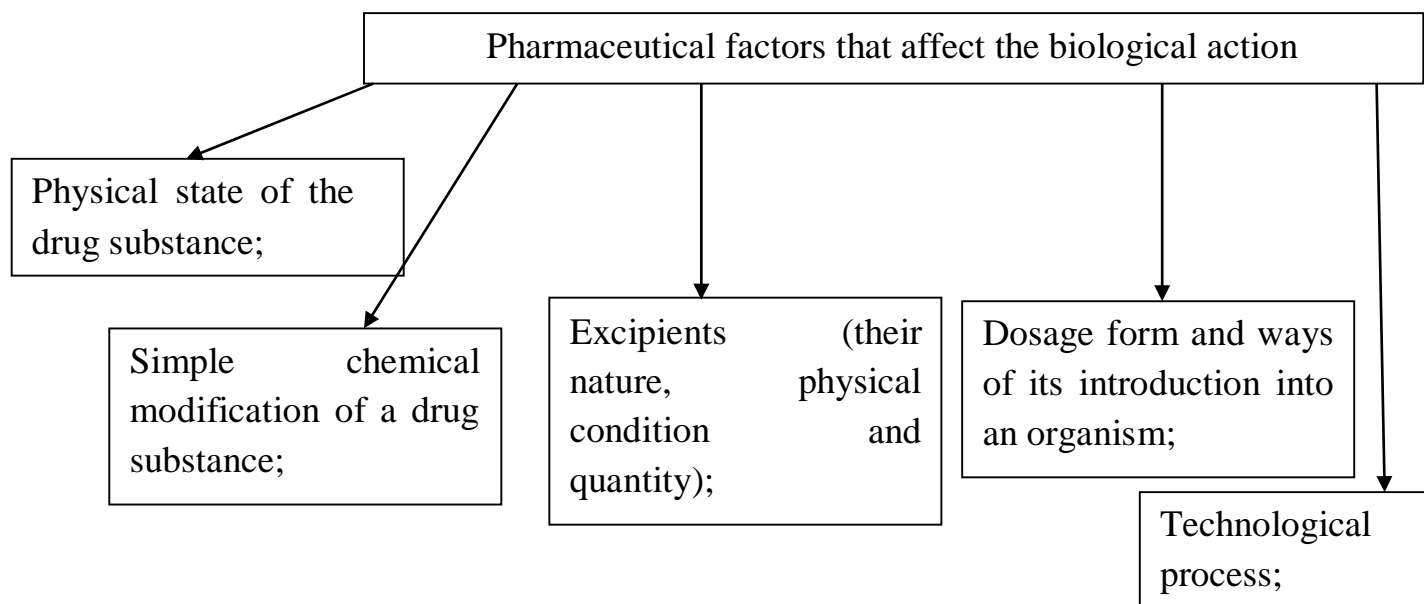 Pharmaceutical factors that affect the biological action
Physical state of the
drug substance;
Simple chemical
modification of a drug
substance;
Excipients (their
nature, physical
condition and
quantity);
Dosage form and ways
of its introduction into
an organism;
Technological
process;